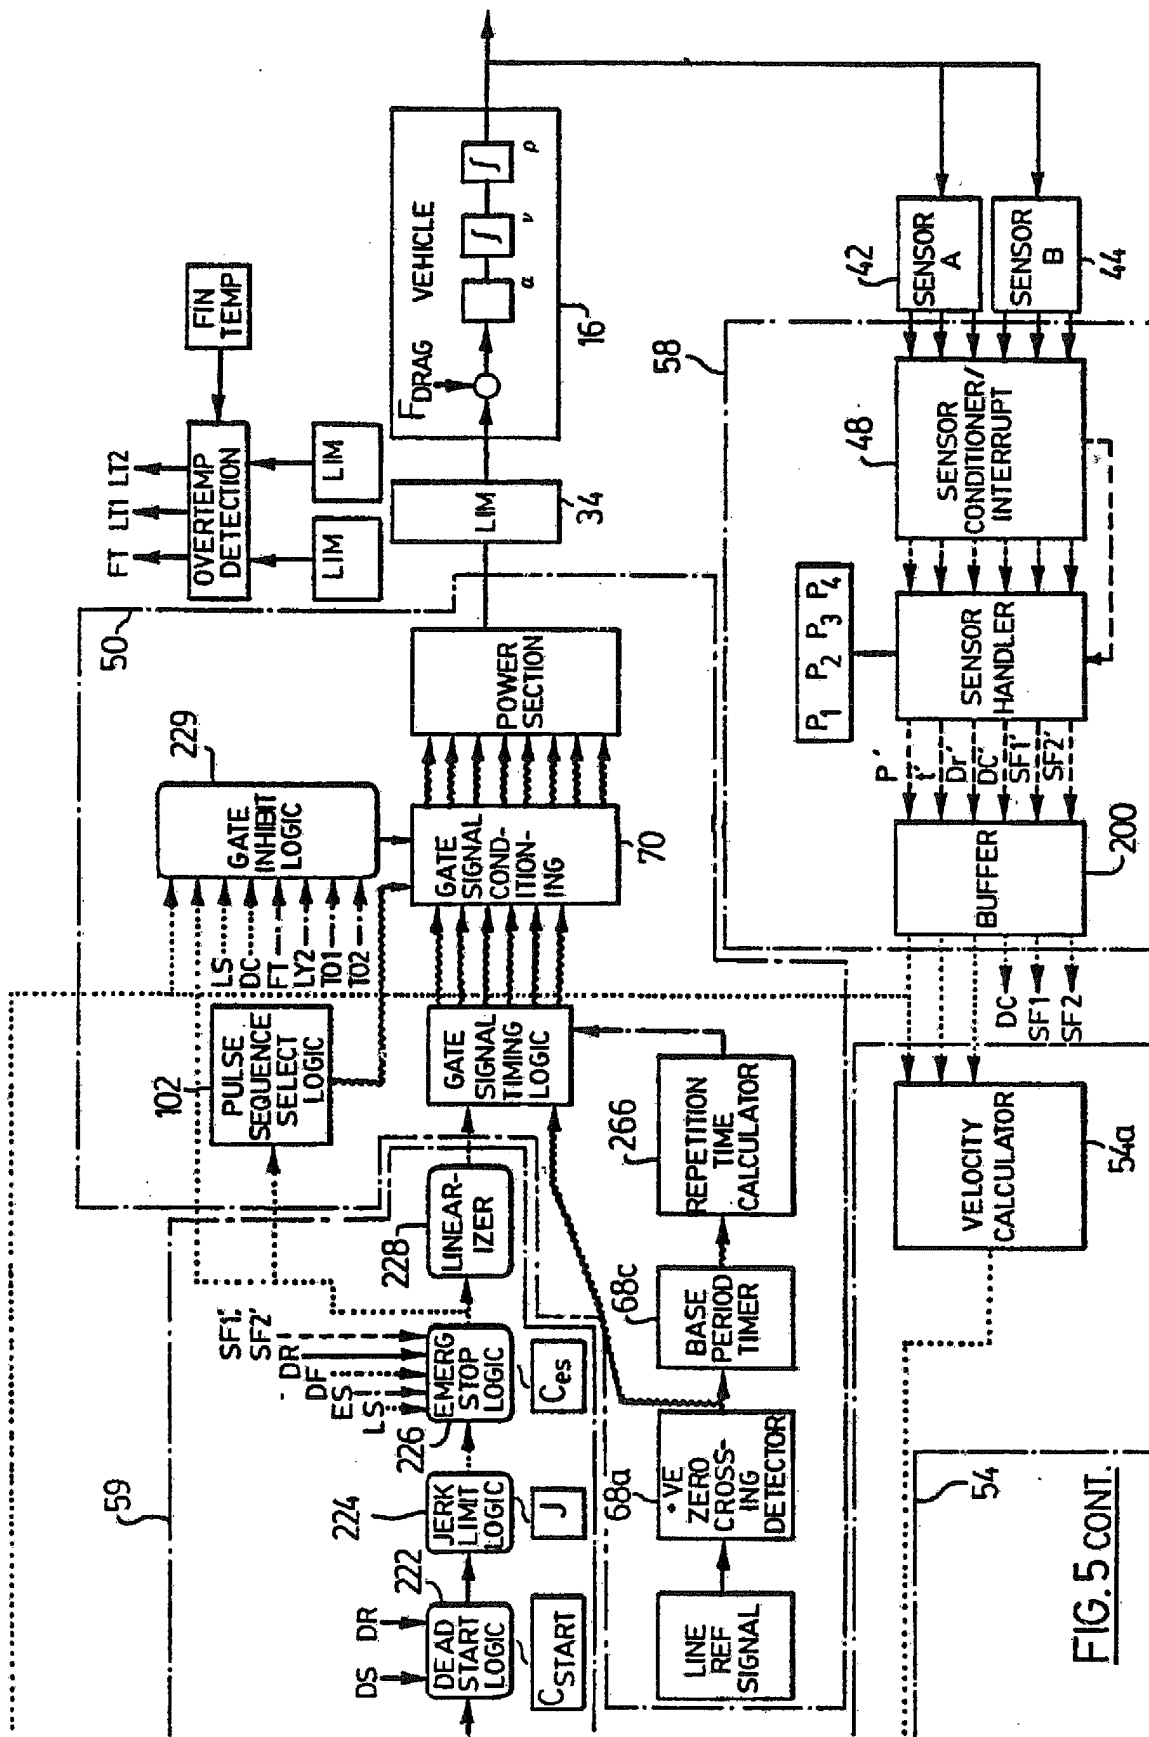 FIN
TEMP
FT LT1 LT2
OVERTEMP
DETECTION
LIM
LIM
VEHICLE
F DRAG
∫
∫
α
ν
ρ
16
LIM
34
50
POWER
SECTION
229
GATE
INHIBIT
LOGIC
LS
DC
FT
LY2
TO1
TO2
GATE
SIGNAL
COND-
ITION-
ING
70
102
PULSE
SEQUENCE
SELECT
LOGIC
GATE
SIGNAL
TIMING
LOGIC
LINEAR-
IZER
228
SF1',
SF2'
DR
DF
ES
LS
EMERG
STOP
LOGIC
226
Ces
59
224
JERK
LIMIT
LOGIC
J
222
DS DR
DEAD
START
LOGIC
CSTART
266
REPETITION
TIME
CALCULATOR
68c
BASE
PERIOD
TIMER
68a
+VE
ZERO
CROSS-
ING
DETECTOR
LINE
REF
SIGNAL
42
SENSOR
A
SENSOR
B
44
58
48
SENSOR
CONDITIONER/
INTERRUPT
P1 P2 P3 P4
SENSOR
HANDLER
P'
t'
Dr'
DC'
SF1'
SF2'
BUFFER
200
DC
SF1
SF2
VELOCITY
CALCULATOR
54a
54
FIG. 5 CONT.